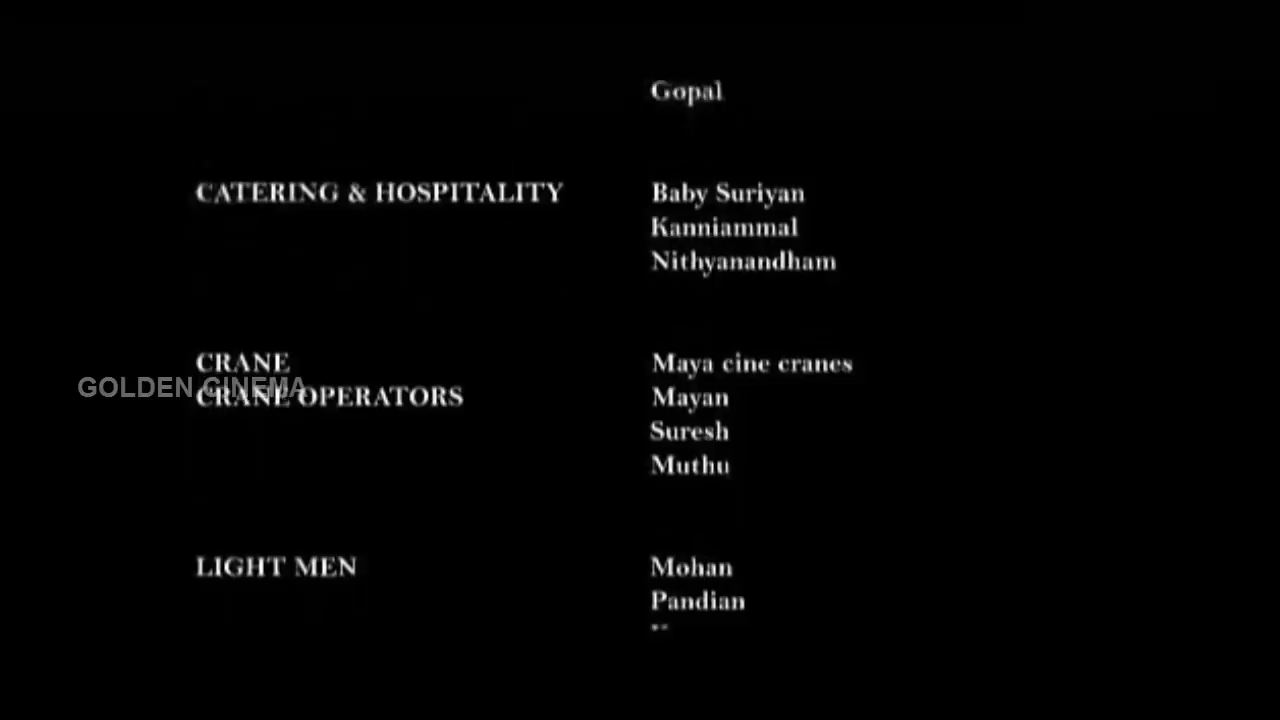 Gopal
CATERING & HOSPITALITY Baby Suriyan
Kanniammal
Nithyanandham
CRANE Maya cine cranes
GOLDEN CINEMA
CRANE OPERATORS Mayan
Suresh
Muthu
LIGHT MEN Mohan
Pandian